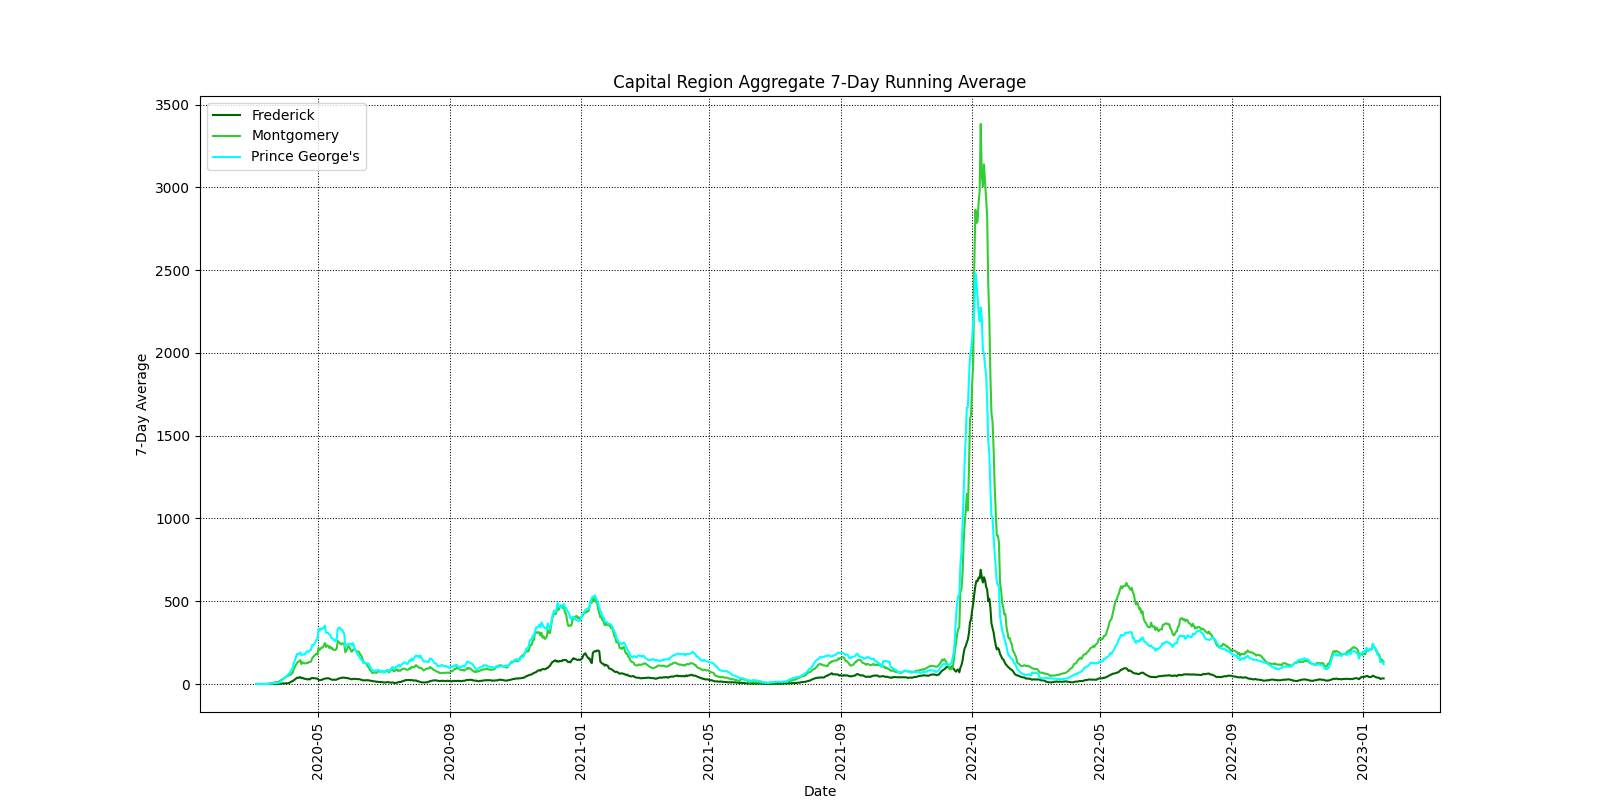 Capital Region Aggregate 7-Day Running Average
3500
3000
2500
2000
1500
1000
500
0
7-Day Average
Frederick
Montgomery
Prince George's
2020-05
2020-09
2021-01
2021-05
2021-09
2022-01
2022-05
2022-09
2023-01
Date